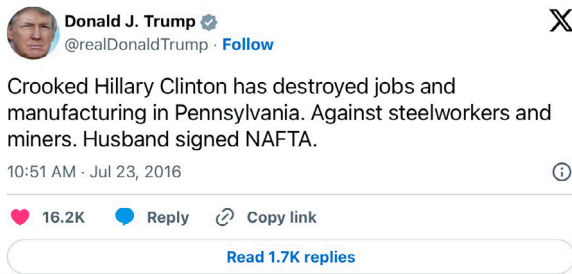 Donald J. Trump
@realDonaldTrump · Follow
Crooked Hillary Clinton has destroyed jobs and
manufacturing in Pennsylvania. Against steelworkers and
miners. Husband signed NAFTA.
10:51 AM · Jul 23, 2016
16.2K Reply Copy link
Read 1.7K replies